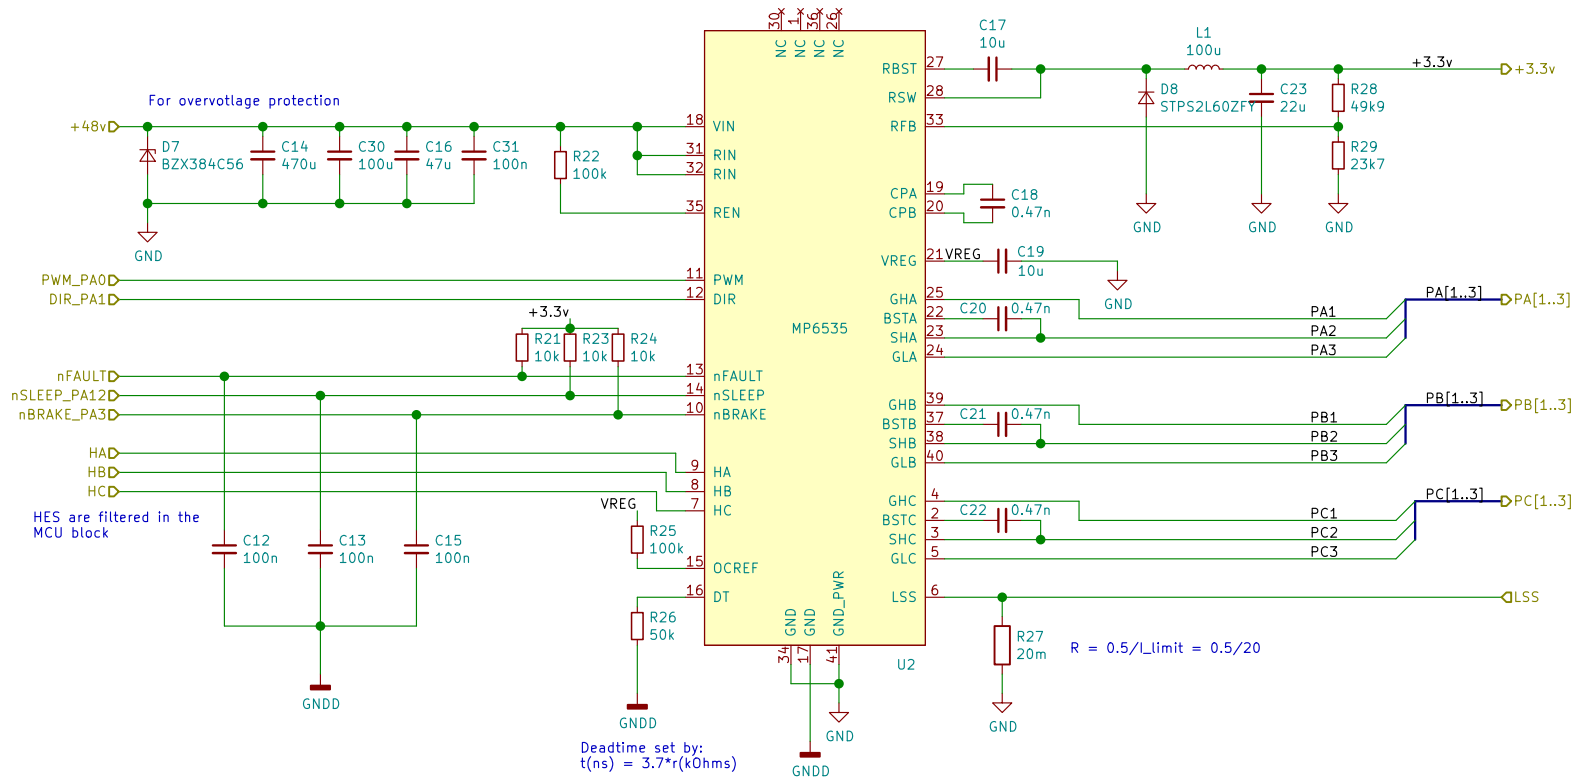 30
1
36
26
NC
NC
NC
NC
C17
10u
L1
100u
+3.3v
+3.3v
RBST
27
RSW
28
D8
STPS2L60ZFY
C23
22u
R28
49k9
For overvotlage protection
+48v
18
VIN
RFB
33
D7
BZX384C56
C14
470u
C30
100u
C16
47u
C31
100n
R22
100k
31
RIN
32
RIN
R29
23k7
CPA
19
CPB
20
C18
0.47n
35
REN
GND
GND
GND
GND
VREG
21
VREG
C19
10u
GND
PWM_PA0
11
PWM
DIR_PA1
12
DIR
MP6535
GHA
25
BSTA
22
SHA
23
GLA
24
C20
0.47n
PA1
PA2
PA3
PA[1..3]
PA[1..3]
+3.3v
R21
10k
R23
10k
R24
10k
nFAULT
13
nFAULT
nSLEEP_PA12
14
nSLEEP
nBRAKE_PA3
10
nBRAKE
GHB
39
BSTB
37
SHB
38
GLB
40
C21
0.47n
PB1
PB2
PB3
PB[1..3]
PB[1..3]
HA
9
HA
HB
8
HB
HC
7
HC
HES are filtered in the
MCU block
VREG
R25
100k
GHC
4
BSTC
2
SHC
3
GLC
5
C22
0.47n
PC1
PC2
PC3
PC[1..3]
PC[1..3]
C12
100n
C13
100n
C15
100n
15
OCREF
16
DT
R26
50k
LSS
6
LSS
R27
20m
R = 0.5/I_limit = 0.5/20
GND
GND
GND_PWR
34
17
41
U2
GNDD
GNDD
GND
GND
GNDD
Deadtime set by:
t(ns) = 3.7*r(kOhms)